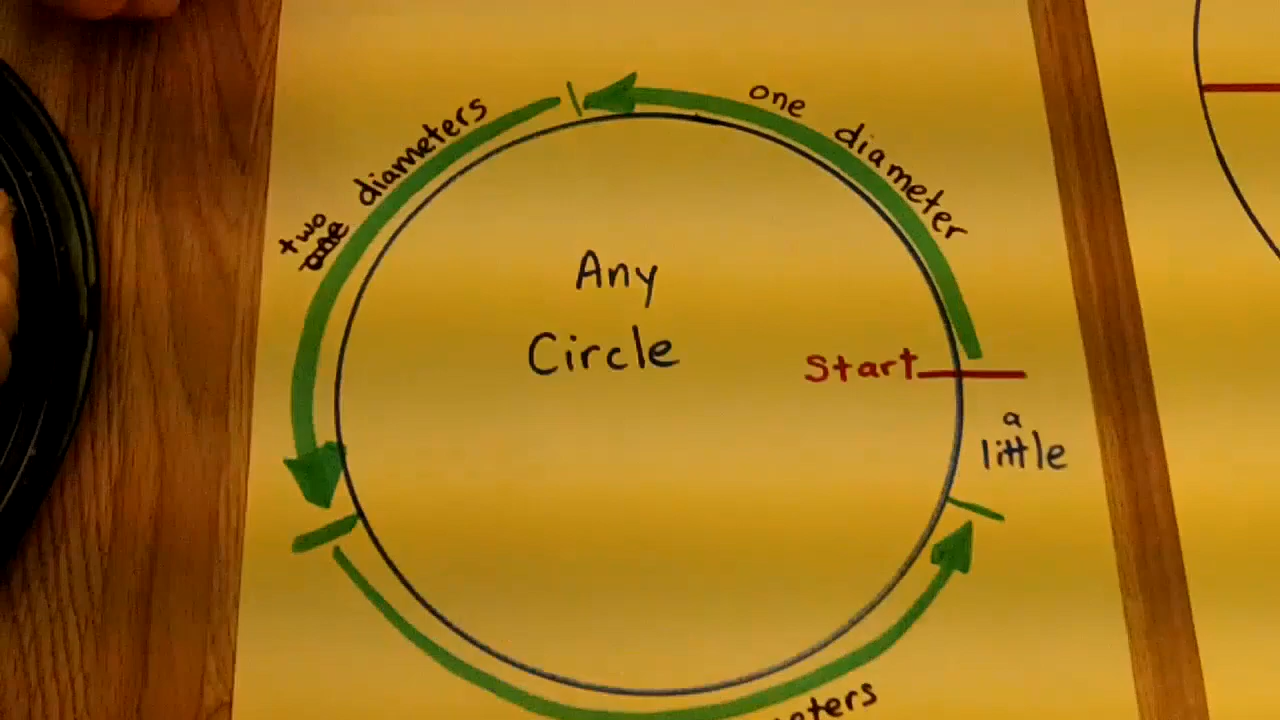 one diameter
two diameters
Any
Circle
Start
a
little